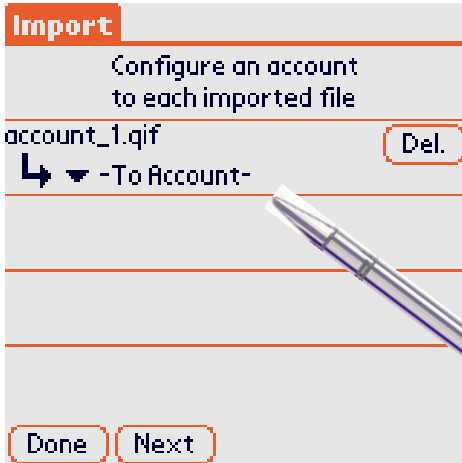 Import
Configure an account
to each imported file
account_1.qif
Del.
-To Account-
Done
Next